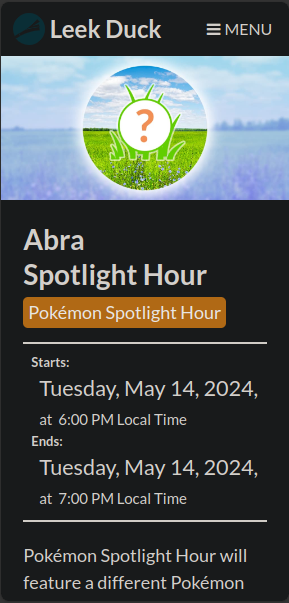 Leek Duck
MENU
?
Abra
Spotlight Hour
Pokémon Spotlight Hour
Starts:
Tuesday, May 14, 2024,
at 6:00 PM Local Time
Ends:
Tuesday, May 14, 2024,
at 7:00 PM Local Time
Pokémon Spotlight Hour will
feature a different Pokémon